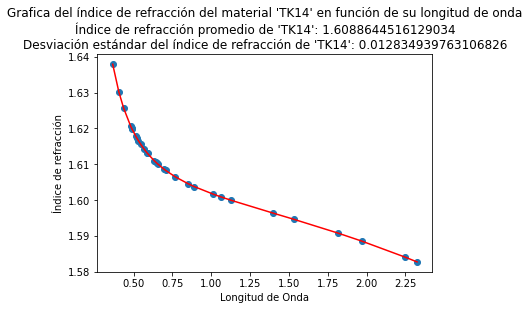 Grafica del índice de refracción del material 'TK14' en función de su longitud de onda
Índice de refracción promedio de 'TK14': 1.6088644516129034
Desviación estándar del índice de refracción de 'TK14': 0.012834939763106826
1.64
1.63
1.62
1.61
1.60
1.59
1.58
Índice de refracción
0.50 0.75 1.00 1.25 1.50 1.75 2.00 2.25
Longitud de Onda